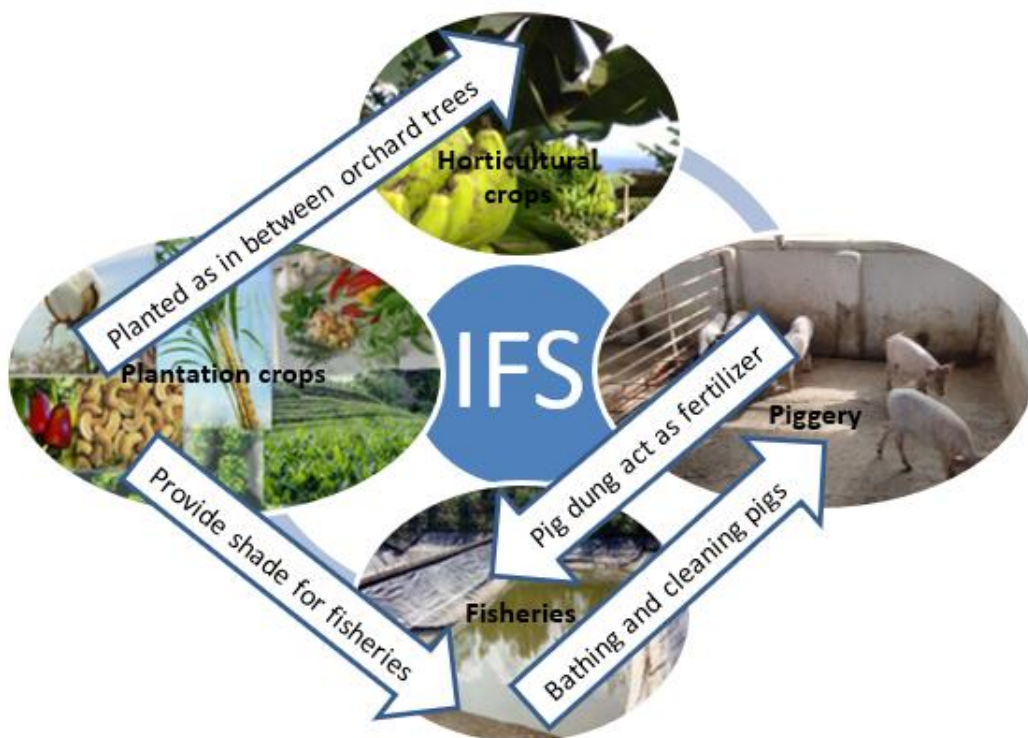 Horticultural
crops
Planted as in between orchard trees
Plantation crops
IFS
Piggery
Pig dung act as fertilizer
Provide shade for fisheries
Fisheries
Bathing and cleaning pigs